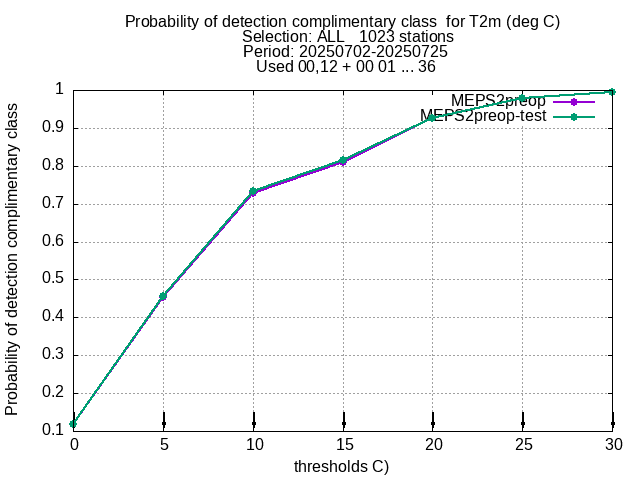 Probability of detection complimentary class  for T2m (deg C)
Selection: ALL   1023 stations
Period: 20250702-20250725
Used 00,12 + 00 01 ... 36
MEPS2preop
MEPS2preop-test
Probability of detection complimentary class
1
0.9
0.8
0.7
0.6
0.5
0.4
0.3
0.2
0.1
0 5 10 15 20 25 30
thresholds C)